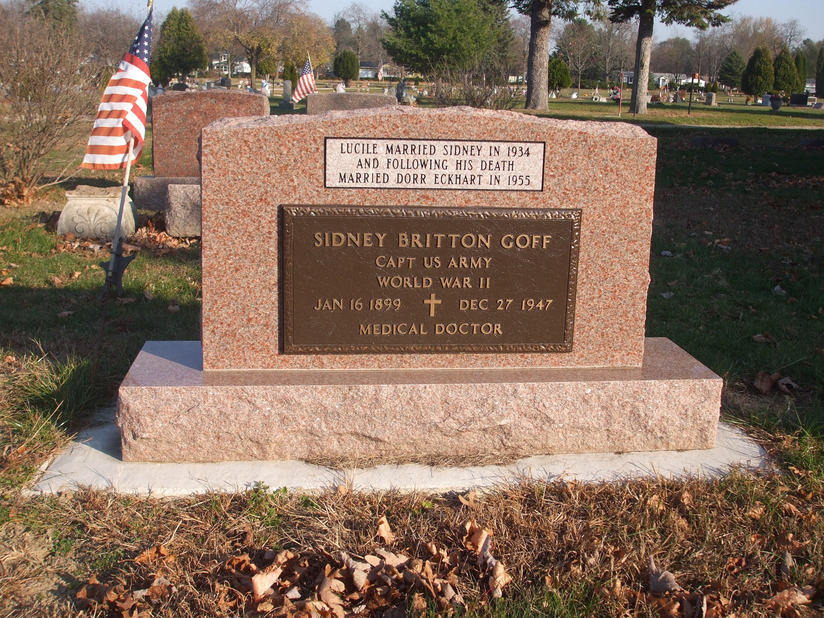 LUCILE MARRIED SIDNEY IN 1934
AND FOLLOWING HIS DEATH
MARRIED DORR ECKHART IN 1955
SIDNEY BRITTON GOFF
CAPT US ARMY
WORLD WAR II
JAN 16 1899 DEC 27 1947
MEDICAL DOCTOR